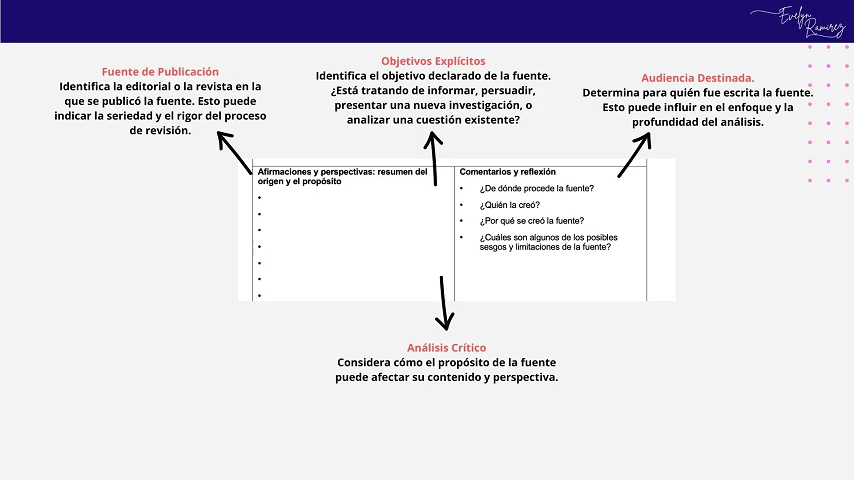 Evelyn
Ramirez
Fuente de Publicación
Identifica la editorial o la revista en la
que se publicó la fuente. Esto puede
indicar la seriedad y el rigor del proceso
de revisión.
Objetivos Explícitos
Identifica el objetivo declarado de la fuente.
¿Está tratando de informar, persuadir,
presentar una nueva investigación, o
analizar una cuestión existente?
Audiencia Destinada.
Determina para quién fue escrita la fuente.
Esto puede influir en el enfoque y la
profundidad del análisis.
Afirmaciones y perspectivas: resumen del
origen y el propósito
Comentarios y reflexión
• ¿De dónde procede la fuente?
• ¿Quién la creó?
• ¿Por qué se creó la fuente?
• ¿Cuáles son algunos de los posibles
sesgos y limitaciones de la fuente?
Análisis Crítico
Considera cómo el propósito de la fuente
puede afectar su contenido y perspectiva.